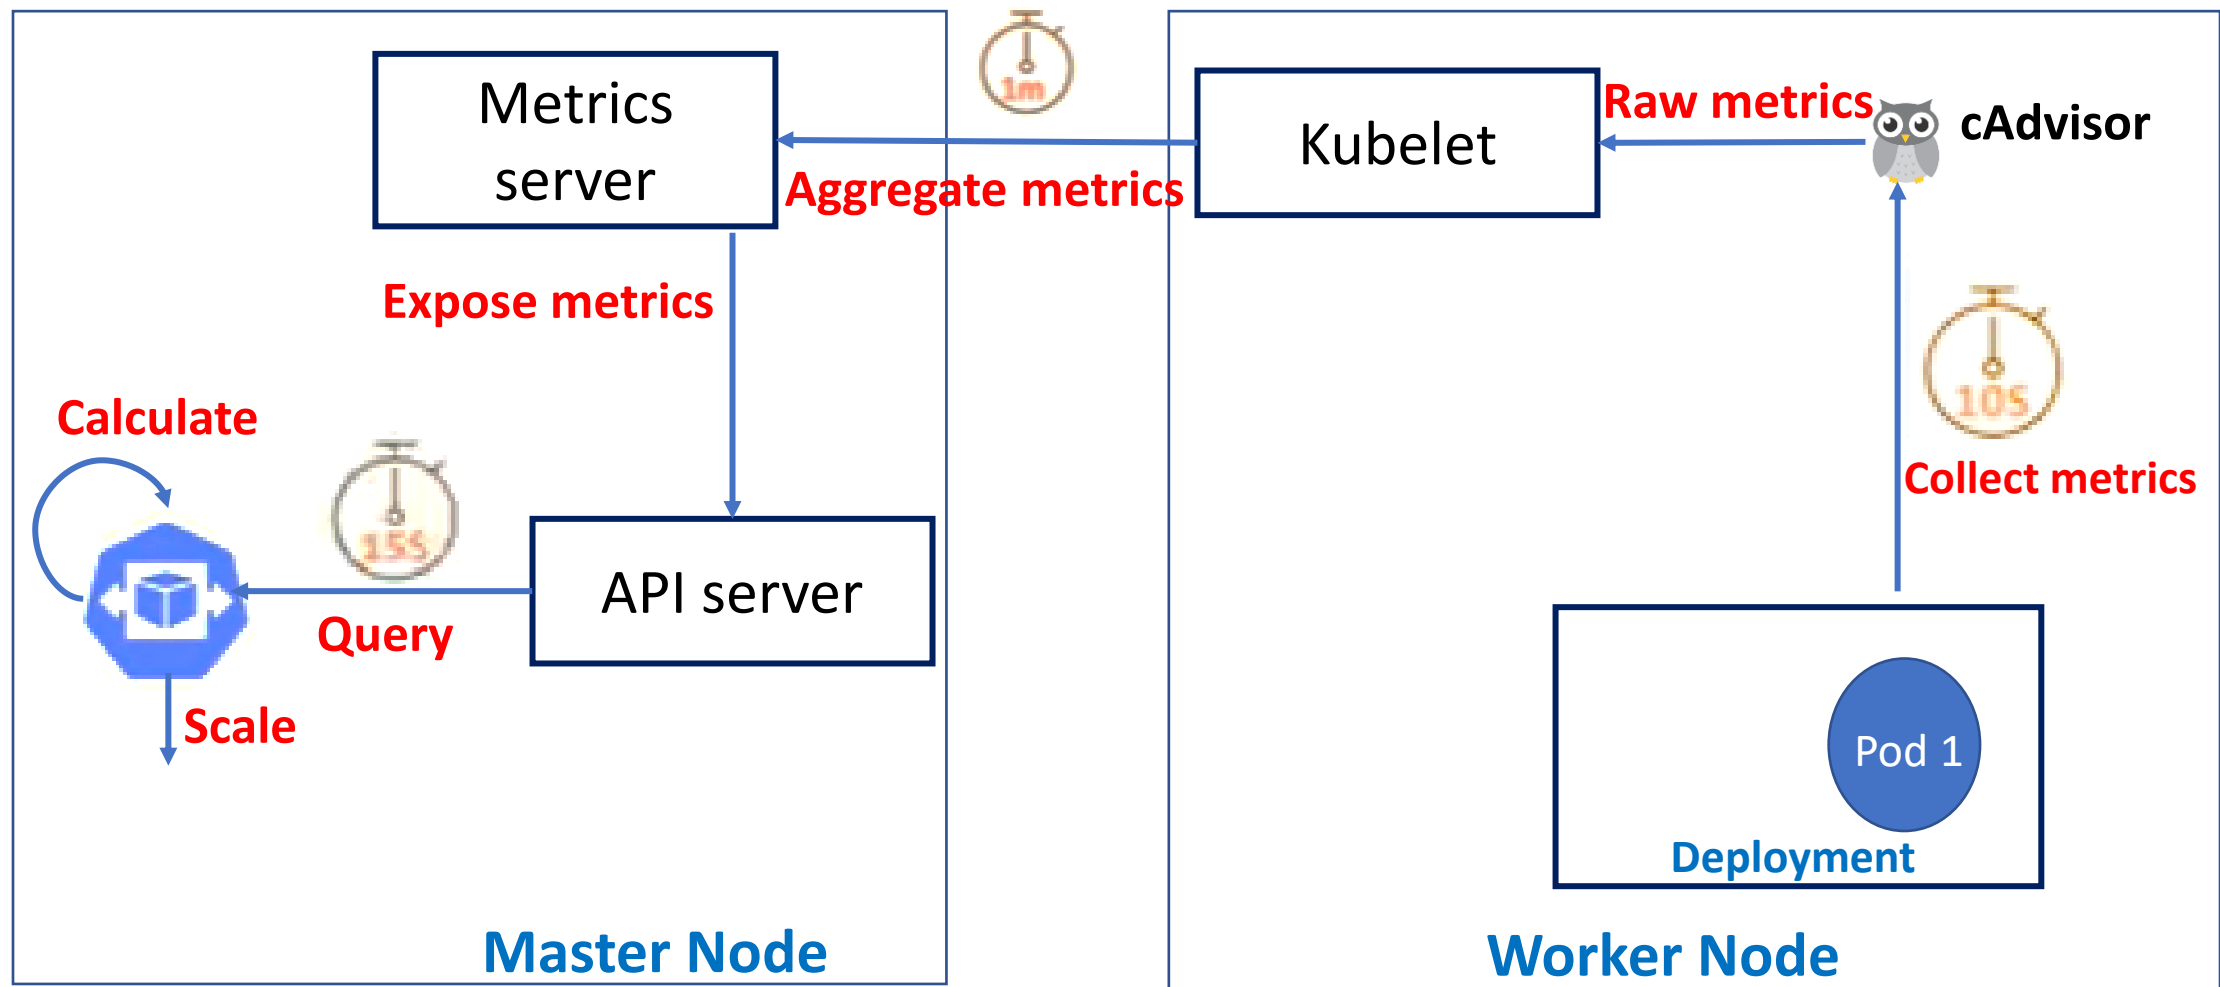 Metrics
server
1m
Kubelet
Raw metrics
cAdvisor
Aggregate metrics
Expose metrics
10S
Calculate
15S
Collect metrics
API server
Query
Scale
Pod 1
Deployment
Master Node
Worker Node